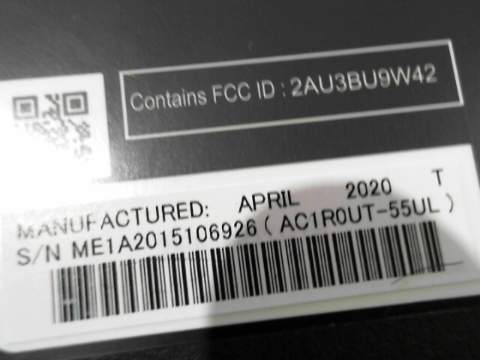 Contains FCC ID : 2AU3BU9W42
MANUFACTURED: APRIL 2020 T
S/N ME1A2015106926 ( AC1R0UT-55UL )